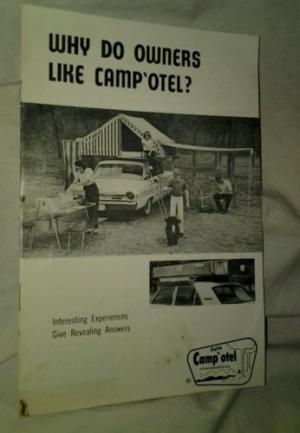 WHY DO OWNERS
LIKE CAMP'OTEL?
Interesting Experiences
Give Revealing Answers
Camp'otel